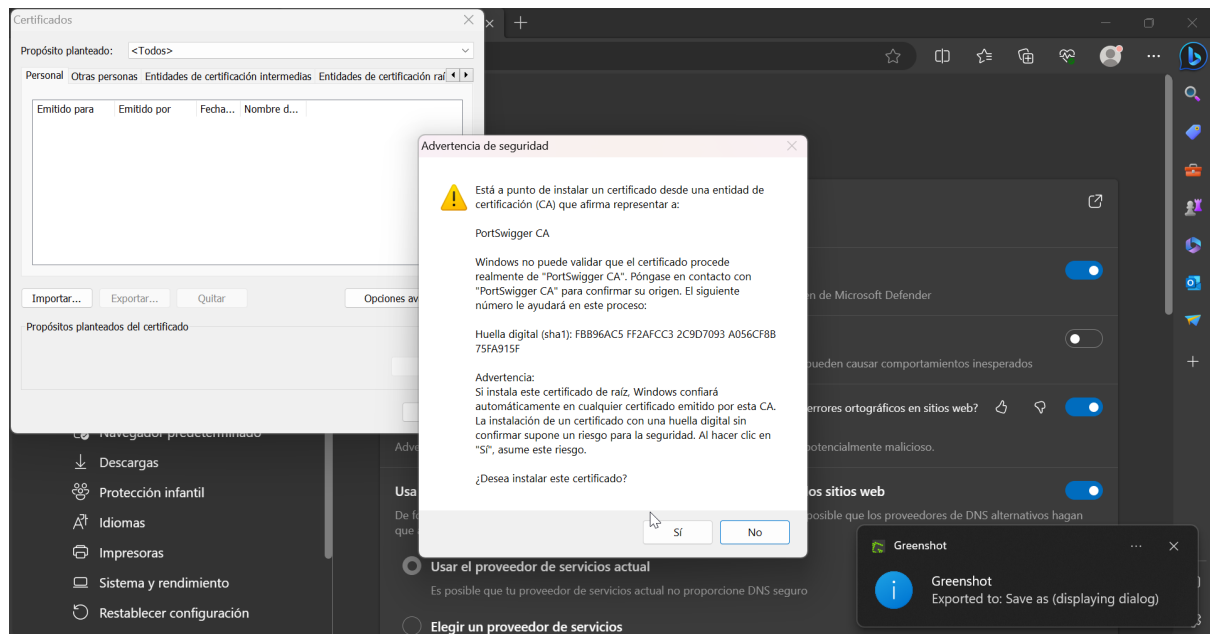 Certificados
Propósito planteado: <Todos>
Personal Otras personas Entidades de certificación intermedias Entidades de certificación raí
Emitido para Emitido por Fecha... Nombre d...
Importar... Exportar... Quitar Opciones av
Propósitos planteados del certificado
Advertencia de seguridad
Está a punto de instalar un certificado desde una entidad de
certificación (CA) que afirma representar a:
PortSwigger CA
Windows no puede validar que el certificado procede
realmente de "PortSwigger CA". Póngase en contacto con
"PortSwigger CA" para confirmar su origen. El siguiente
número le ayudará en este proceso:
Huella digital (sha1): FBB96AC5 FF2AFCC3 2C9D7093 A056CF8B
75FA915F
Advertencia:
Si instala este certificado de raíz, Windows confiará
automáticamente en cualquier certificado emitido por esta CA.
La instalación de un certificado con una huella digital sin
confirmar supone un riesgo para la seguridad. Al hacer clic en
"Sí", asume este riesgo.
¿Desea instalar este certificado?
Sí No
n de Microsoft Defender
pueden causar comportamientos inesperados
errores ortográficos en sitios web?
Adve
potencialmente malicioso.
Usa
os sitios web
De fo
posible que los proveedores de DNS alternativos hagan
que
Usar el proveedor de servicios actual
Es posible que tu proveedor de servicios actual no proporcione DNS seguro
Elegir un proveedor de servicios
Navegador predeterminado
Descargas
Protección infantil
Idiomas
Impresoras
Sistema y rendimiento
Restablecer configuración
Greenshot
Greenshot
Exported to: Save as (displaying dialog)